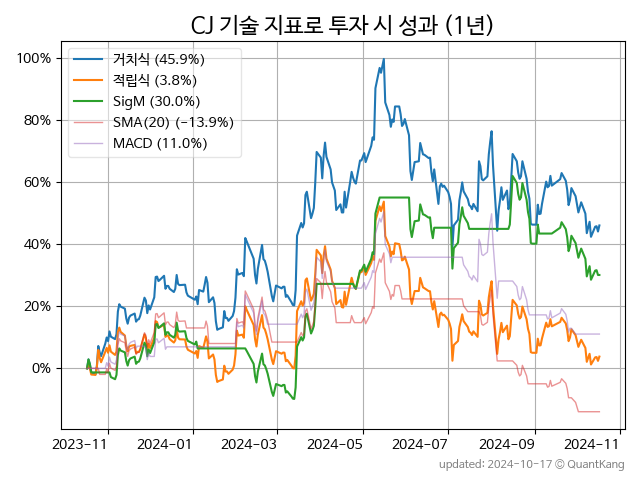 CJ 기술 지표로 투자 시 성과 (1년)
100%
80%
60%
40%
20%
0%
거치식 (45.9%)
적립식 (3.8%)
SigM (30.0%)
SMA(20) (-13.9%)
MACD (11.0%)
2023-11 2024-01 2024-03 2024-05 2024-07 2024-09 2024-11
updated: 2024-10-17 © QuantKang